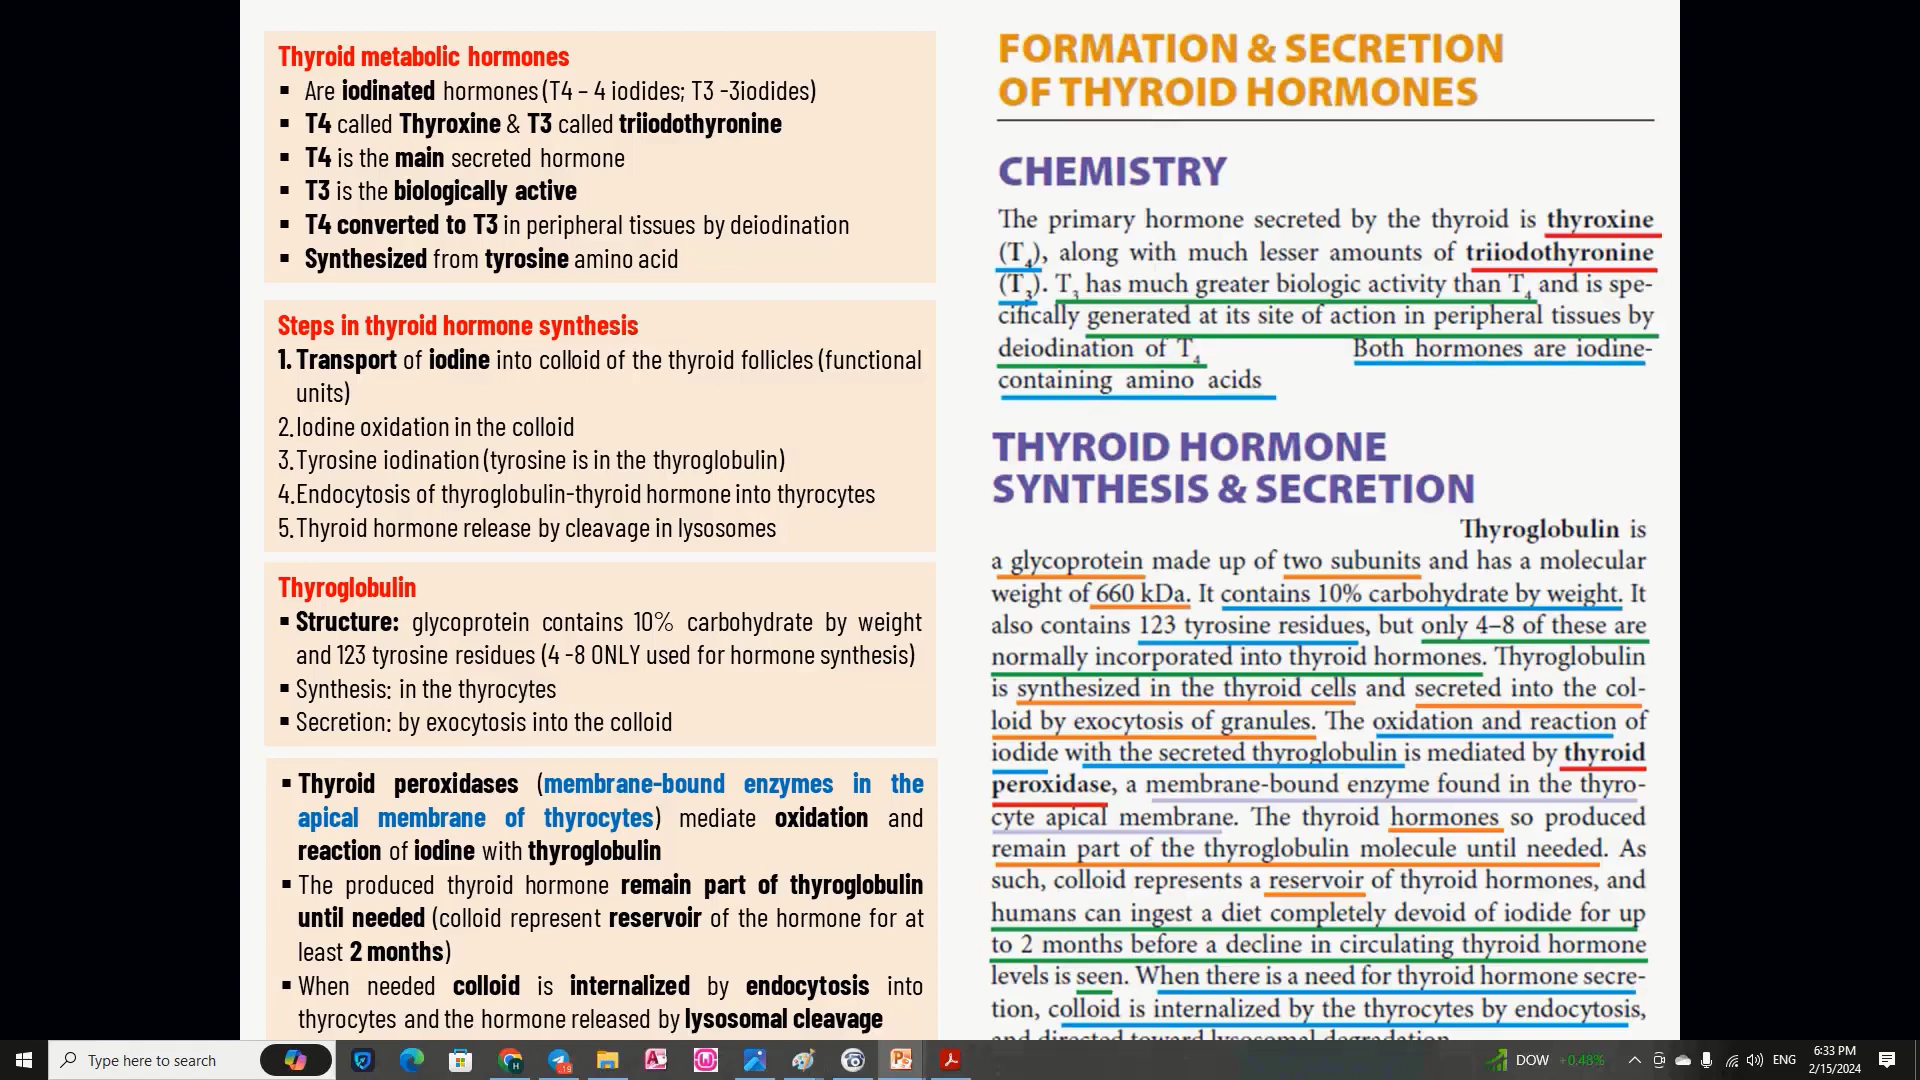 Thyroid metabolic hormones
▪ Are iodinated hormones (T4 – 4 iodides; T3 -3iodides)
▪ T4 called Thyroxine & T3 called triiodothyronine
▪ T4 is the main secreted hormone
▪ T3 is the biologically active
▪ T4 converted to T3 in peripheral tissues by deiodination
▪ Synthesized from tyrosine amino acid
Steps in thyroid hormone synthesis
1. Transport of iodine into colloid of the thyroid follicles (functional
units)
2. Iodine oxidation in the colloid
3. Tyrosine iodination (tyrosine is in the thyroglobulin)
4. Endocytosis of thyroglobulin-thyroid hormone into thyrocytes
5. Thyroid hormone release by cleavage in lysosomes
Thyroglobulin
▪ Structure: glycoprotein contains 10% carbohydrate by weight
and 123 tyrosine residues (4 -8 ONLY used for hormone synthesis)
▪ Synthesis: in the thyrocytes
▪ Secretion: by exocytosis into the colloid
▪ Thyroid peroxidases (membrane-bound enzymes in the
apical membrane of thyrocytes) mediate oxidation and
reaction of iodine with thyroglobulin
▪ The produced thyroid hormone remain part of thyroglobulin
until needed (colloid represent reservoir of the hormone for at
least 2 months)
▪ When needed colloid is internalized by endocytosis into
thyrocytes and the hormone released by lysosomal cleavage
FORMATION & SECRETION
OF THYROID HORMONES
CHEMISTRY
The primary hormone secreted by the thyroid is thyroxine
(T4), along with much lesser amounts of triiodothyronine
(T3). T3 has much greater biologic activity than T4 and is spe-
cifically generated at its site of action in peripheral tissues by
deiodination of T4 Both hormones are iodine-
containing amino acids
THYROID HORMONE
SYNTHESIS & SECRETION
Thyroglobulin is
a glycoprotein made up of two subunits and has a molecular
weight of 660 kDa. It contains 10% carbohydrate by weight. It
also contains 123 tyrosine residues, but only 4–8 of these are
normally incorporated into thyroid hormones. Thyroglobulin
is synthesized in the thyroid cells and secreted into the col-
loid by exocytosis of granules. The oxidation and reaction of
iodide with the secreted thyroglobulin is mediated by thyroid
peroxidase, a membrane-bound enzyme found in the thyro-
cyte apical membrane. The thyroid hormones so produced
remain part of the thyroglobulin molecule until needed. As
such, colloid represents a reservoir of thyroid hormones, and
humans can ingest a diet completely devoid of iodide for up
to 2 months before a decline in circulating thyroid hormone
levels is seen. When there is a need for thyroid hormone secre-
tion, colloid is internalized by the thyrocytes by endocytosis,
and directed toward lysosomal degradation
Type here to search
DOW +0.48%
ENG
6:33 PM
2/15/2024